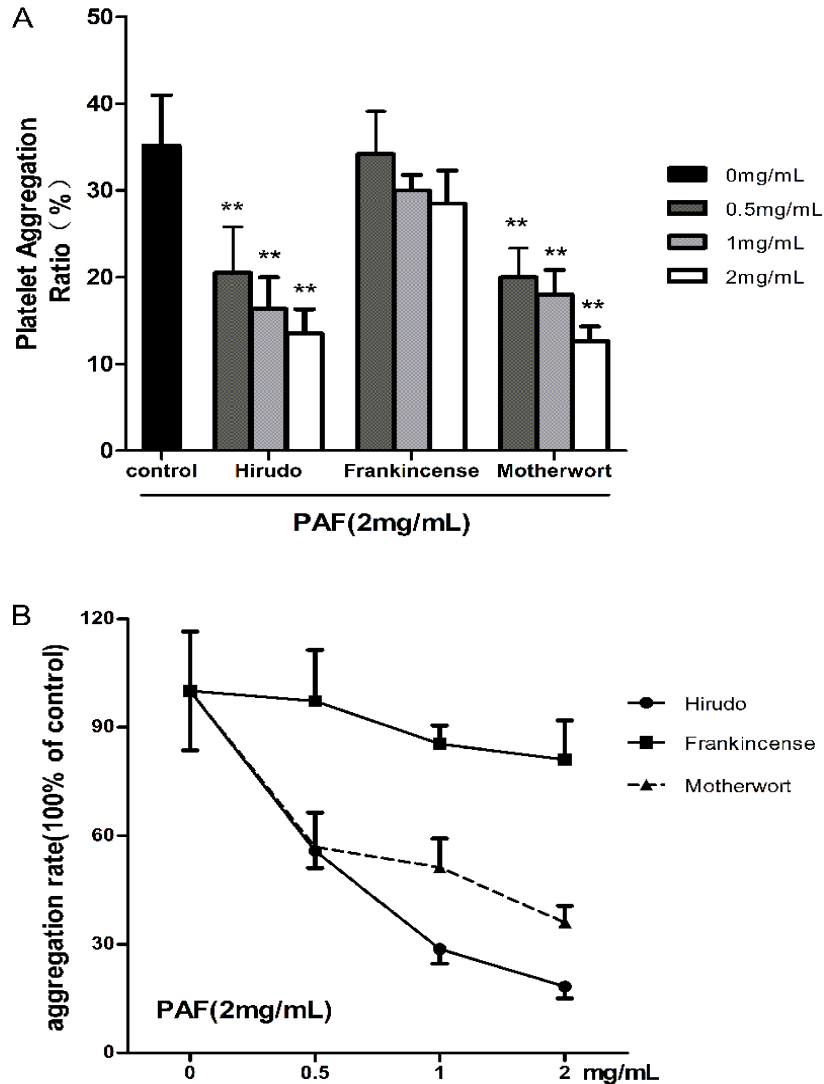 A
50
40
30
20
10
0
Platelet Aggregation
Ratio (%)
**
**
**
**
**
**
0mg/mL
0.5mg/mL
1mg/mL
2mg/mL
control Hirudo Frankincense Motherwort
PAF(2mg/mL)
B
120
90
60
30
0
aggregation rate(100% of control)
Hirudo
Frankincense
Motherwort
PAF(2mg/mL)
0 0.5 1 2 mg/mL